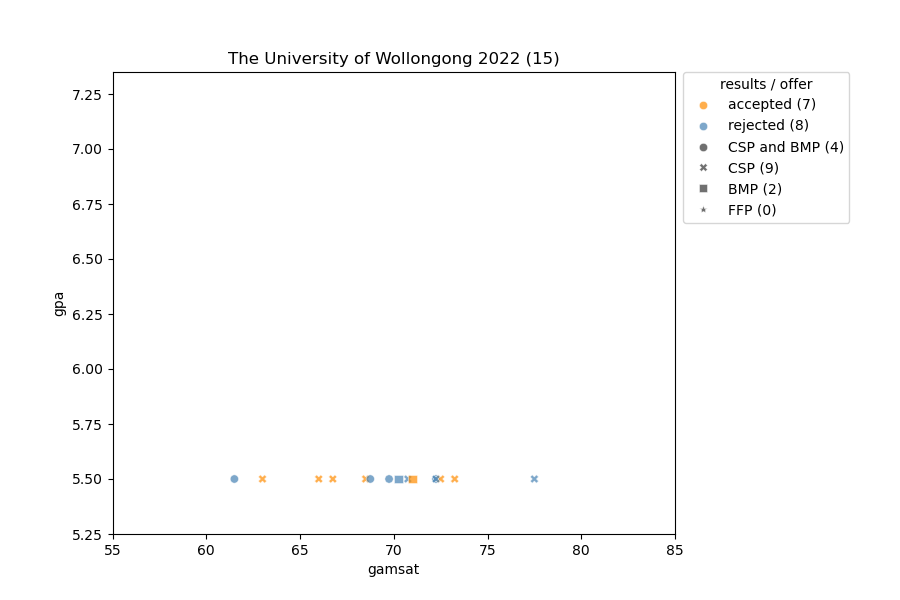 The University of Wollongong 2022 (15)
results / offer
accepted (7)
rejected (8)
CSP and BMP (4)
CSP (9)
BMP (2)
FFP (0)
7.25
7.00
6.75
6.50
6.25
6.00
5.75
5.50
5.25
gpa
55 60 65 70 75 80 85
gamsat